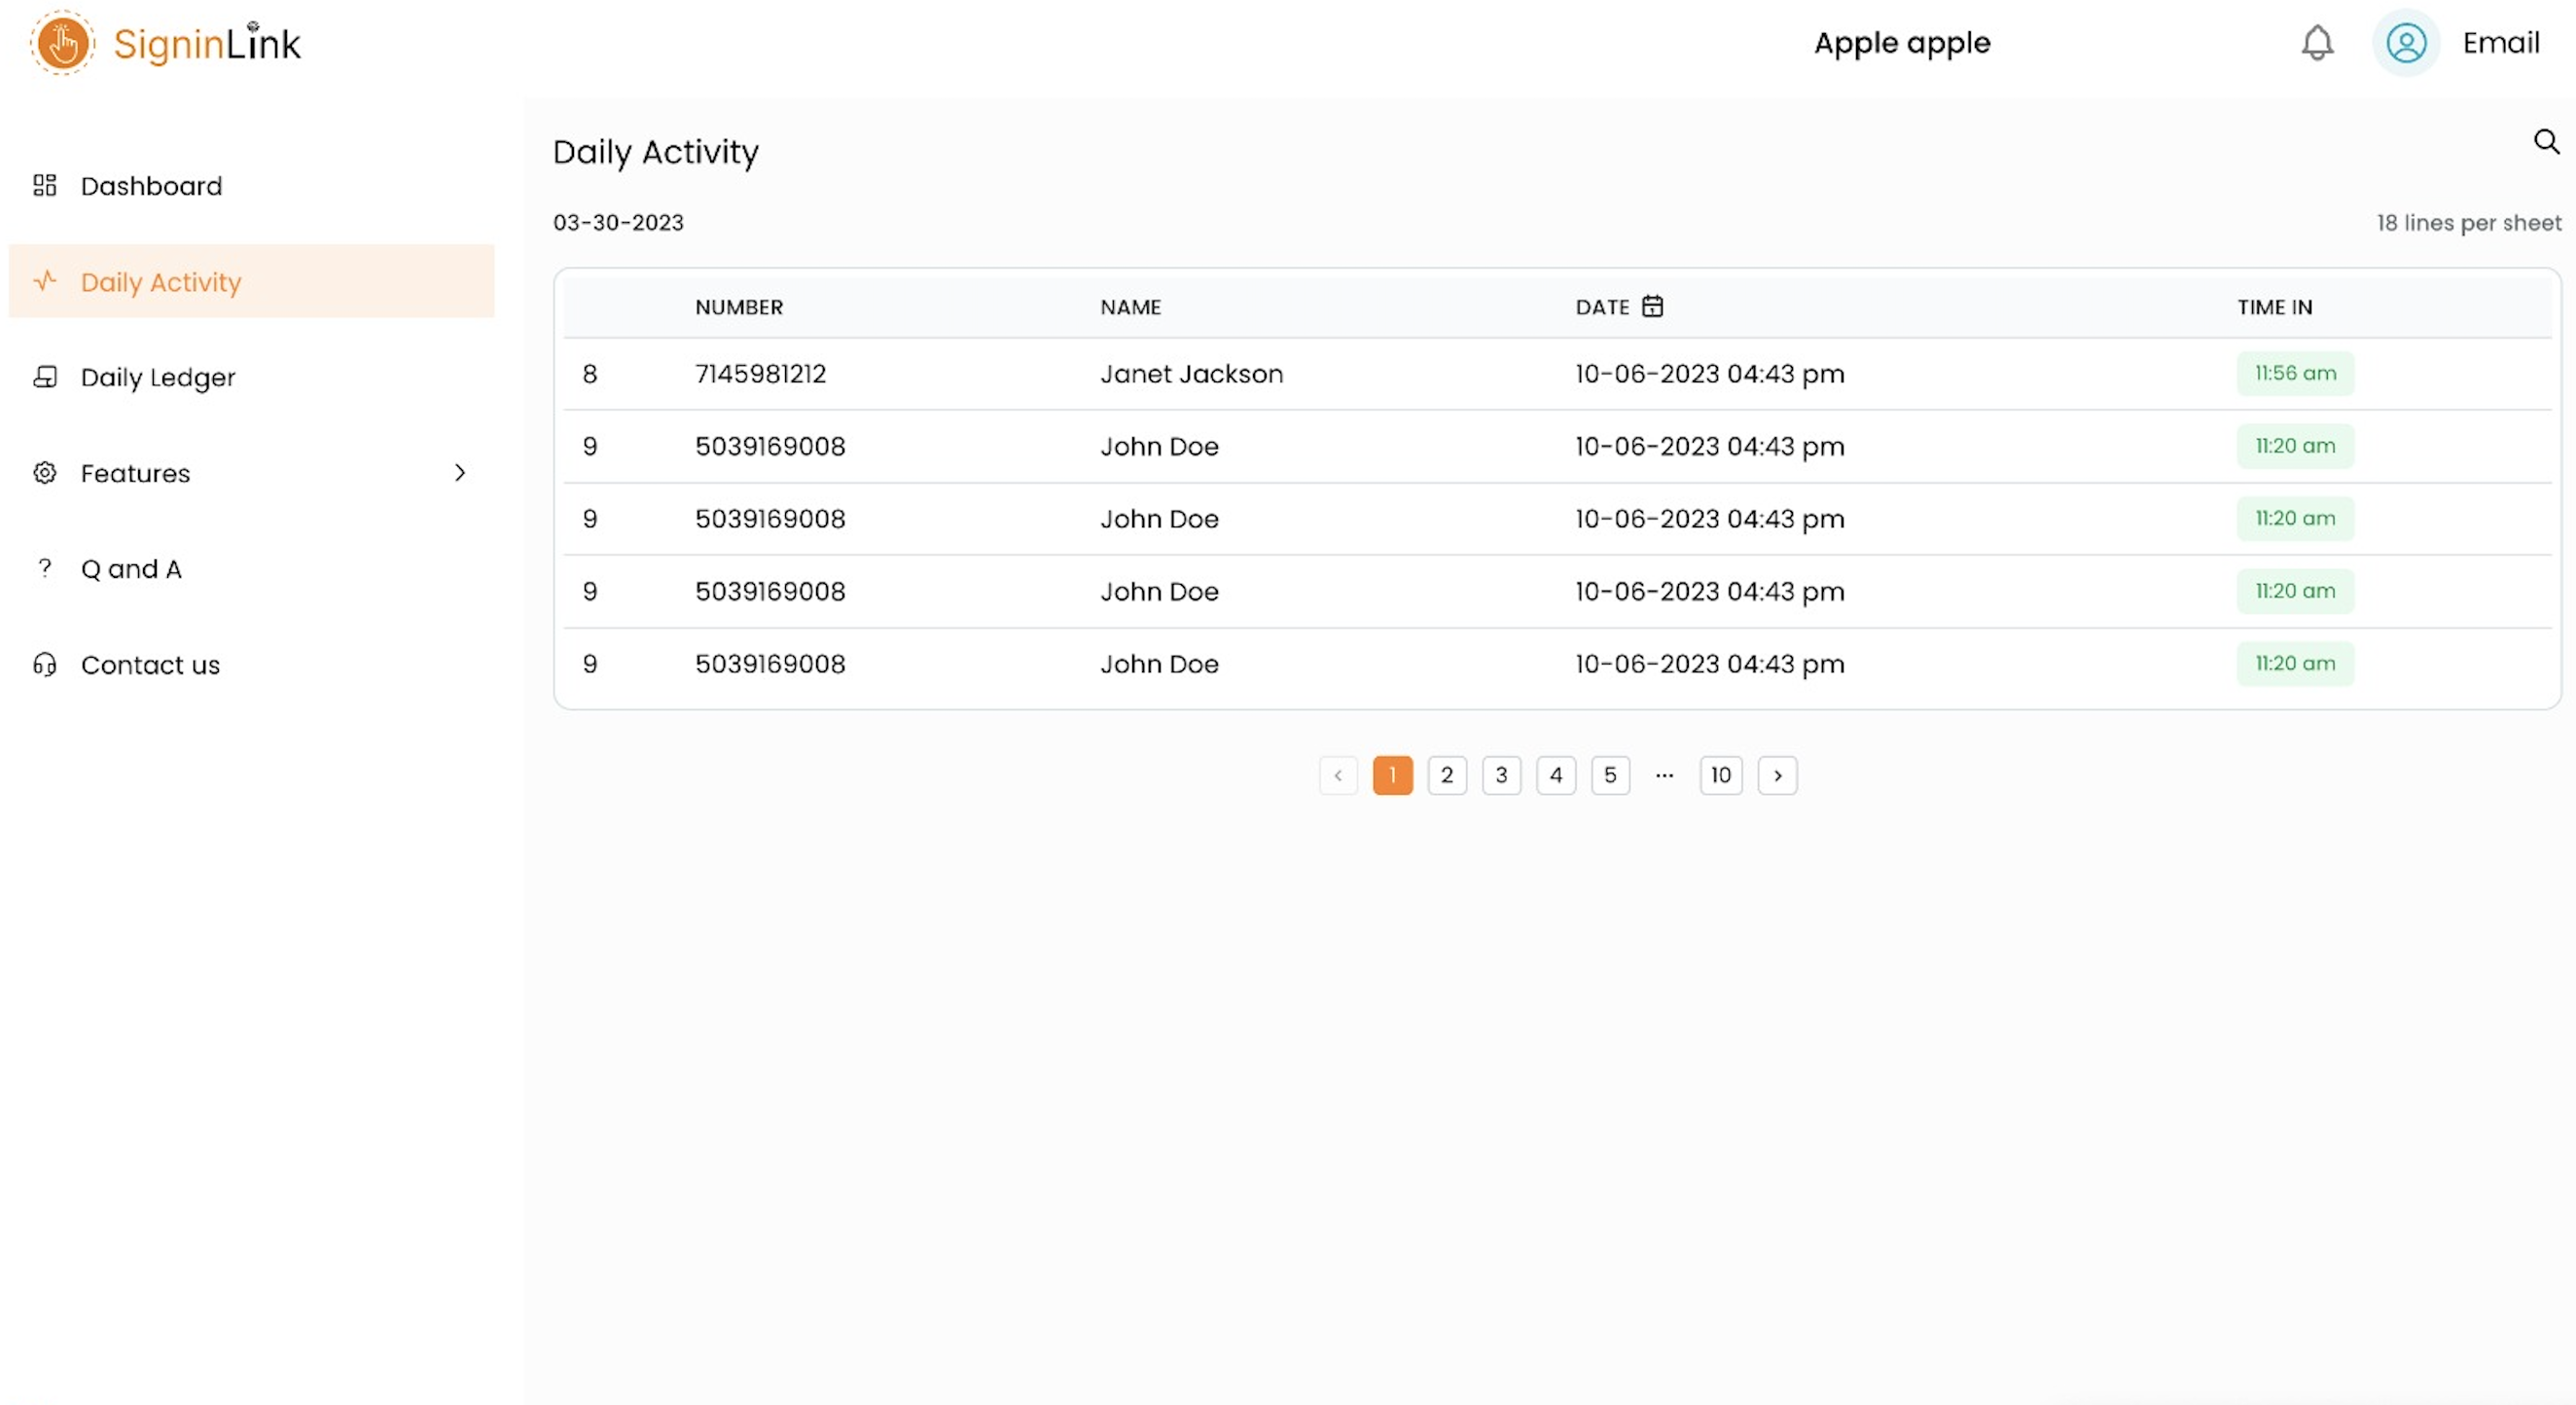 SigninLink
Apple apple
Email
Dashboard
Daily Activity
Daily Ledger
Features
Q and A
Contact us
Daily Activity
03-30-2023
18 lines per sheet
NUMBER NAME DATE TIME IN
8 7145981212 Janet Jackson 10-06-2023 04:43 pm 11:56 am
9 5039169008 John Doe 10-06-2023 04:43 pm 11:20 am
9 5039169008 John Doe 10-06-2023 04:43 pm 11:20 am
9 5039169008 John Doe 10-06-2023 04:43 pm 11:20 am
9 5039169008 John Doe 10-06-2023 04:43 pm 11:20 am
1 2 3 4 5 ... 10